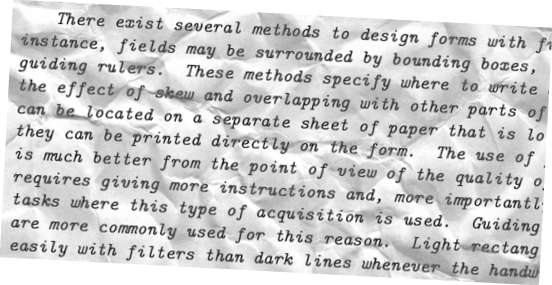 There exist several methods to design forms with
instance, fields may be surrounded by bounding boxes,
guiding rulers. These methods specify where to write
the effect of skew and overlapping with other parts of
can be located on a separate sheet of paper that is
they can be printed directly on the form. The use of
is much better from the point of view of the quality
requires giving more instructions and, more
tasks where this type of acquisition is used. Guiding
are more commonly used for this reason. Light
easily with filters than dark lines whenever the